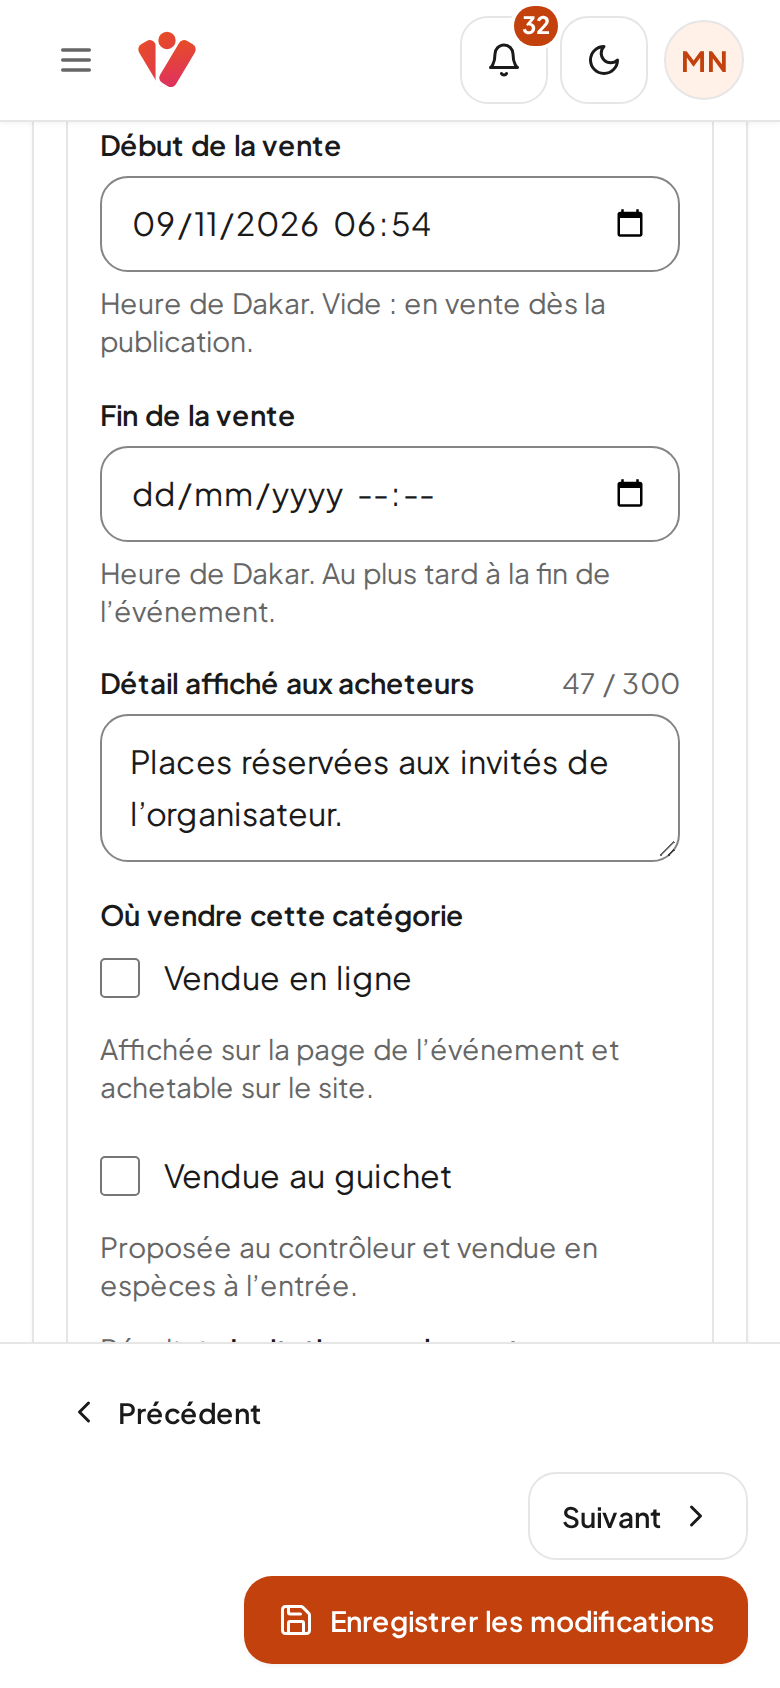 32
MN
Début de la vente
09/11/2026 06:54
Heure de Dakar. Vide : en vente dès la
publication.
Fin de la vente
dd/mm/yyyy --:--
Heure de Dakar. Au plus tard à la fin de
l’événement.
Détail affiché aux acheteurs 47 / 300
Places réservées aux invités de
l’organisateur.
Où vendre cette catégorie
Vendue en ligne
Affichée sur la page de l’événement et
achetable sur le site.
Vendue au guichet
Proposée au contrôleur et vendue en
espèces à l’entrée.
Précédent
Suivant
Enregistrer les modifications